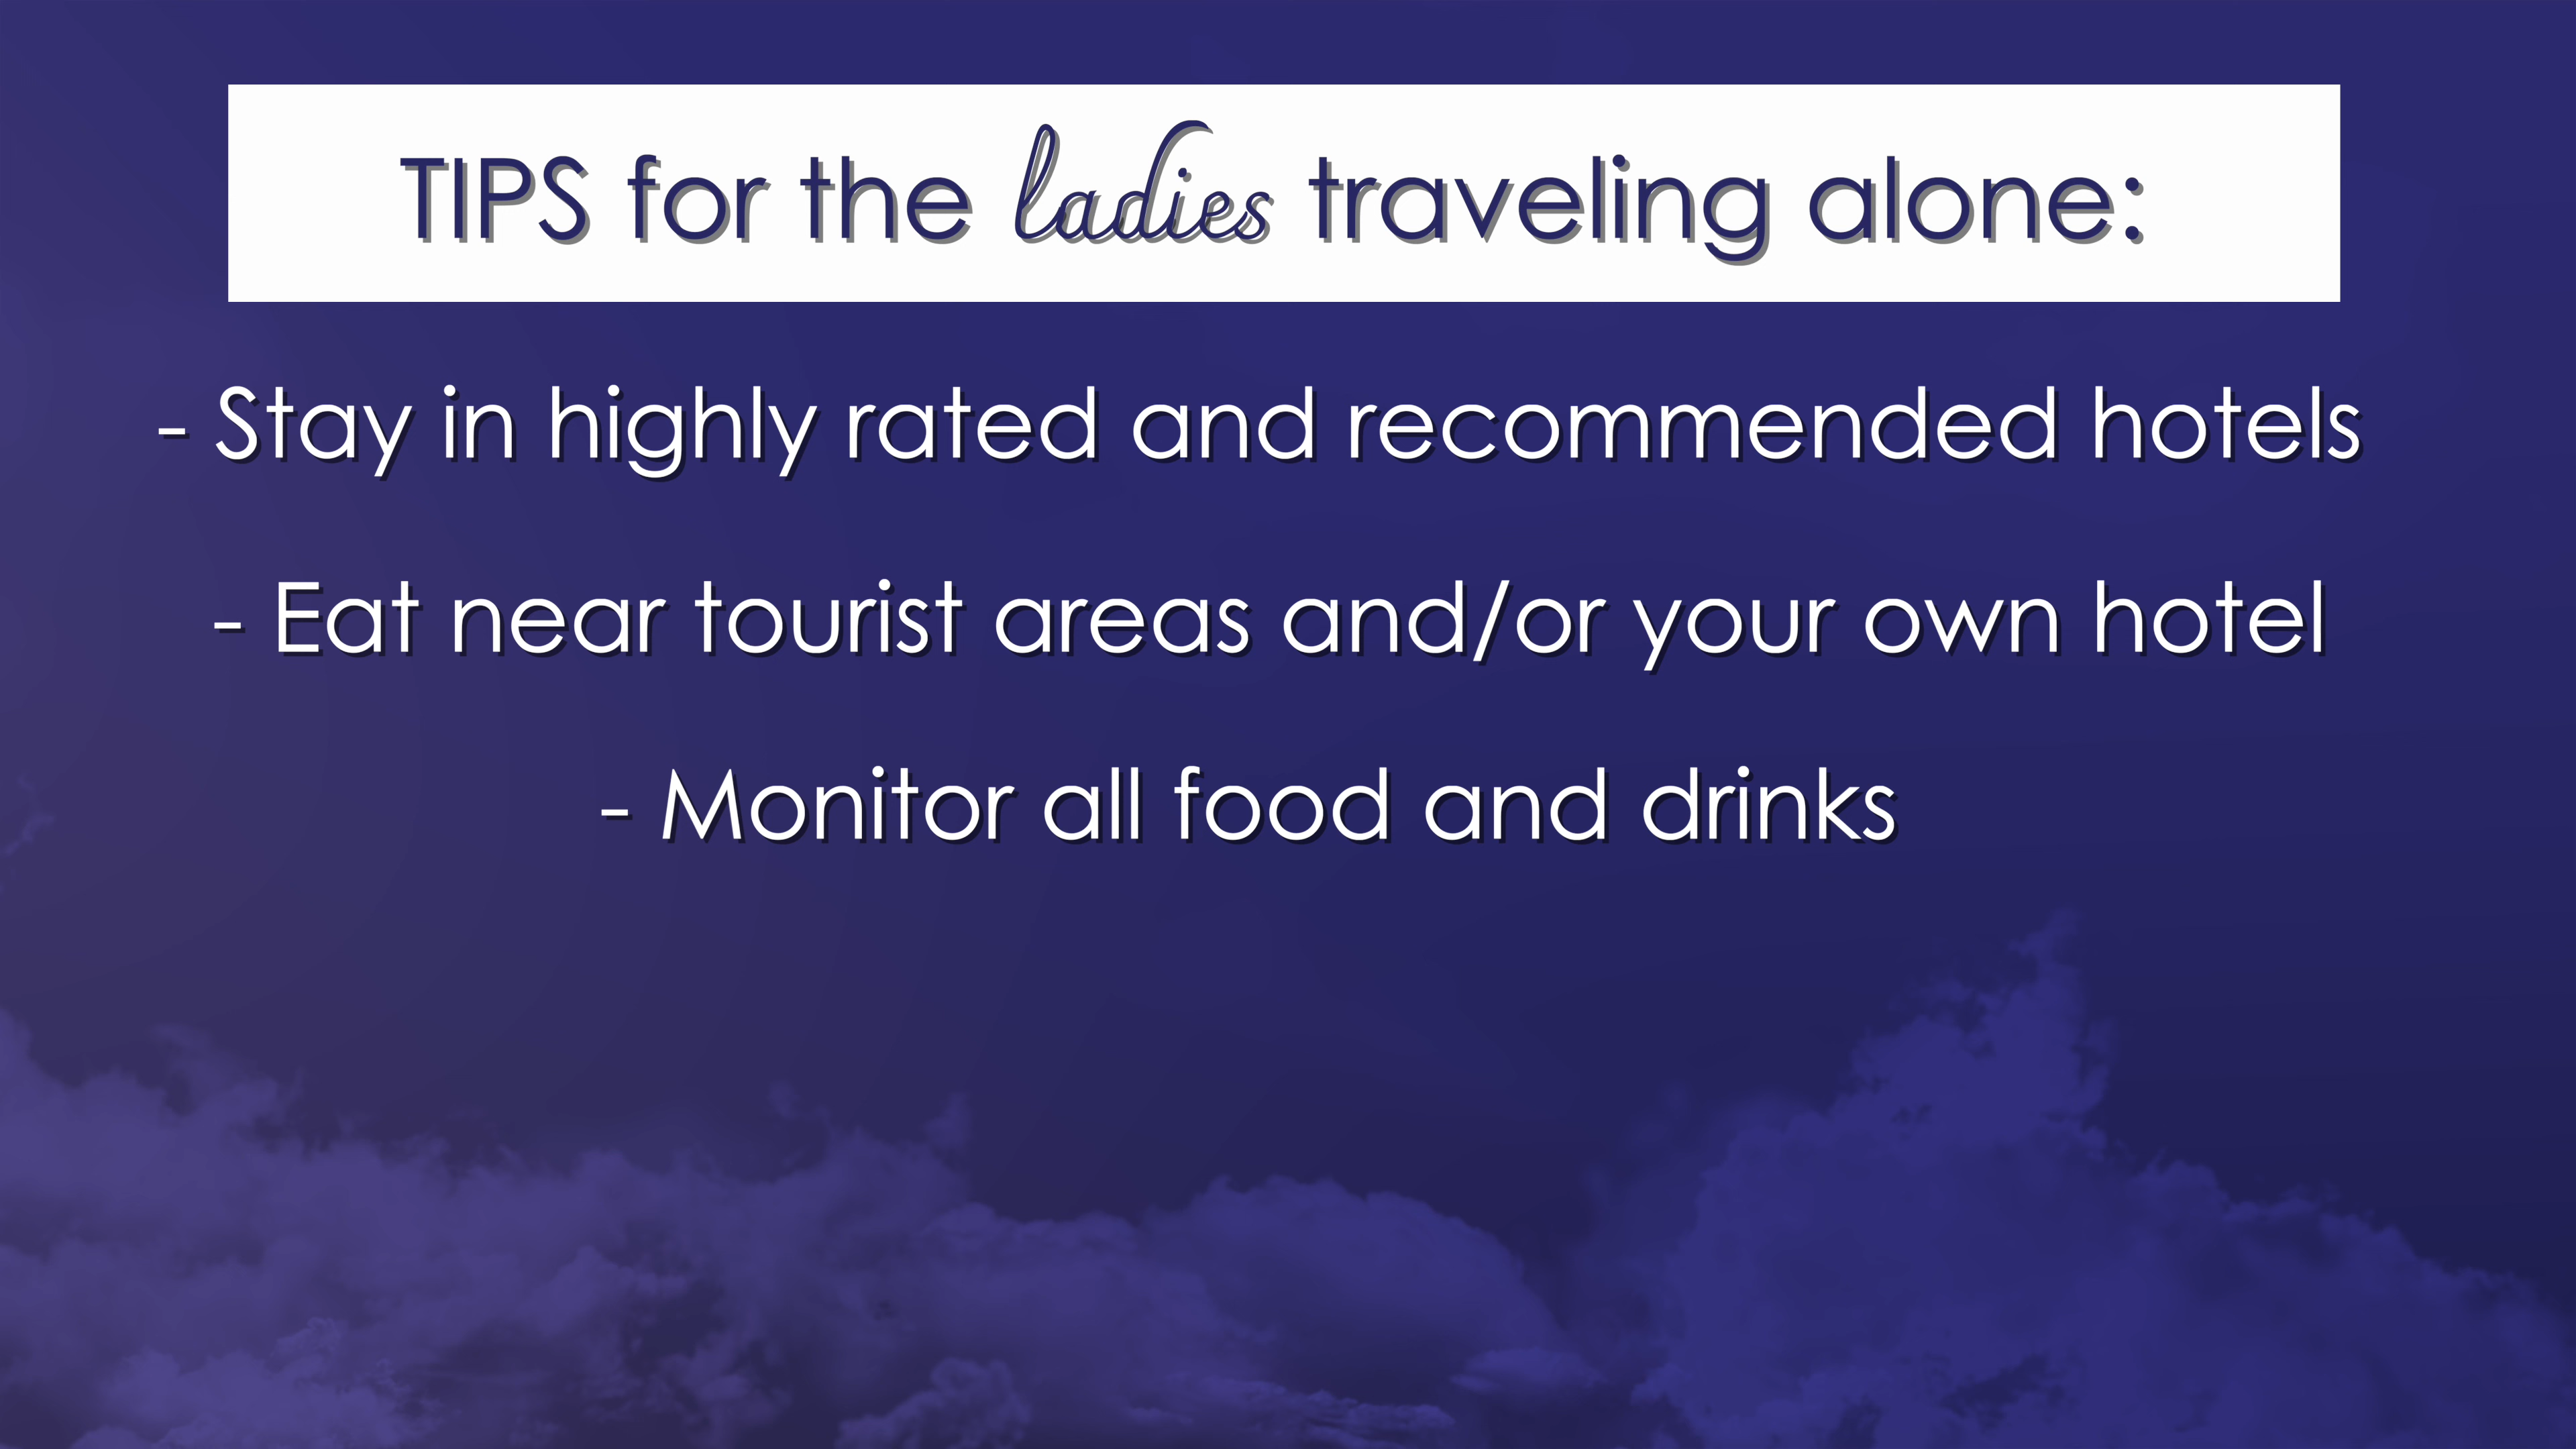 TIPS for the ladies traveling alone:
- Stay in highly rated and recommended hotels
- Eat near tourist areas and/or your own hotel
- Monitor all food and drinks